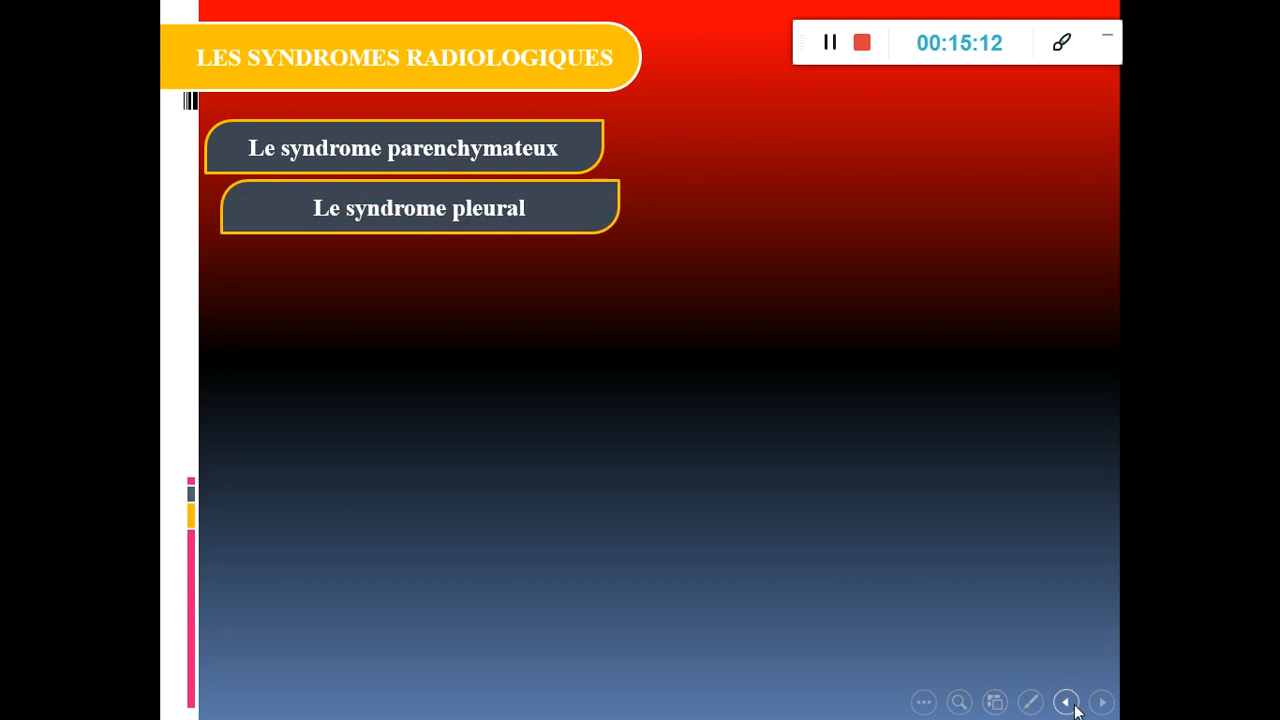 LES SYNDROMES RADIOLOGIQUES
00:15:12
Le syndrome parenchymateux
Le syndrome pleural